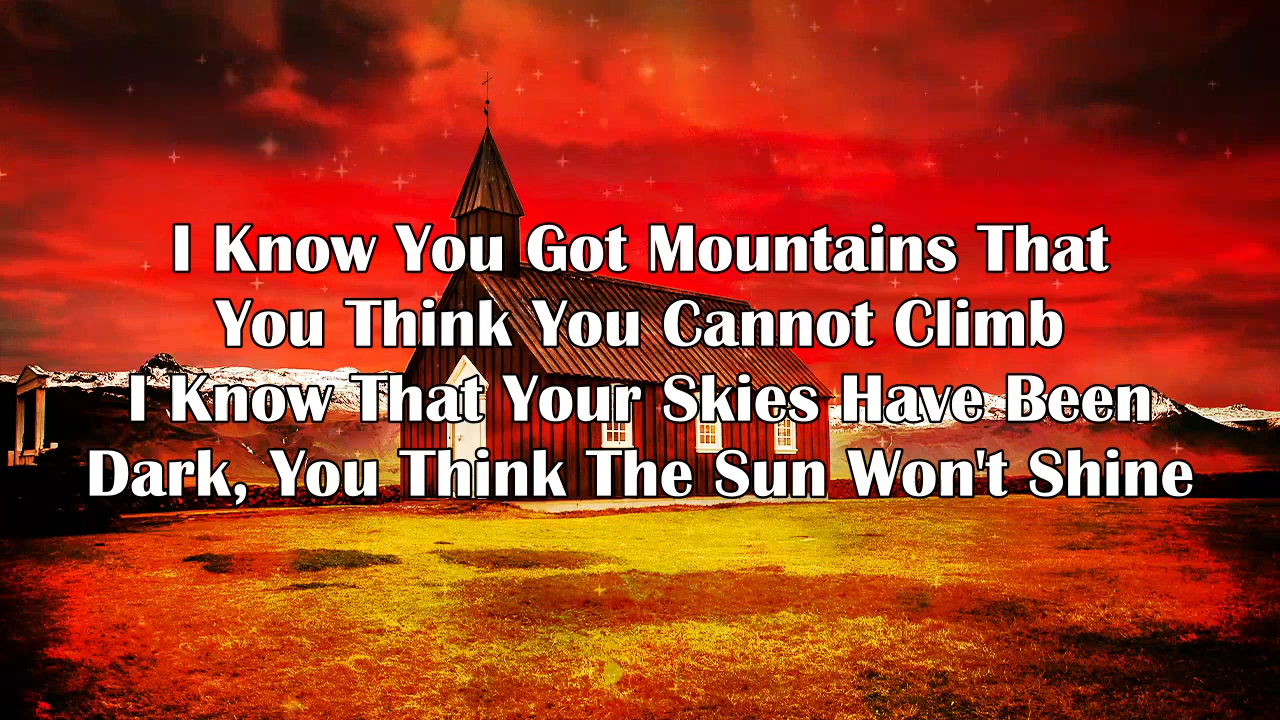 I Know You Got Mountains That
You Think You Cannot Climb
I Know That Your Skies Have Been
Dark, You Think The Sun Won't Shine